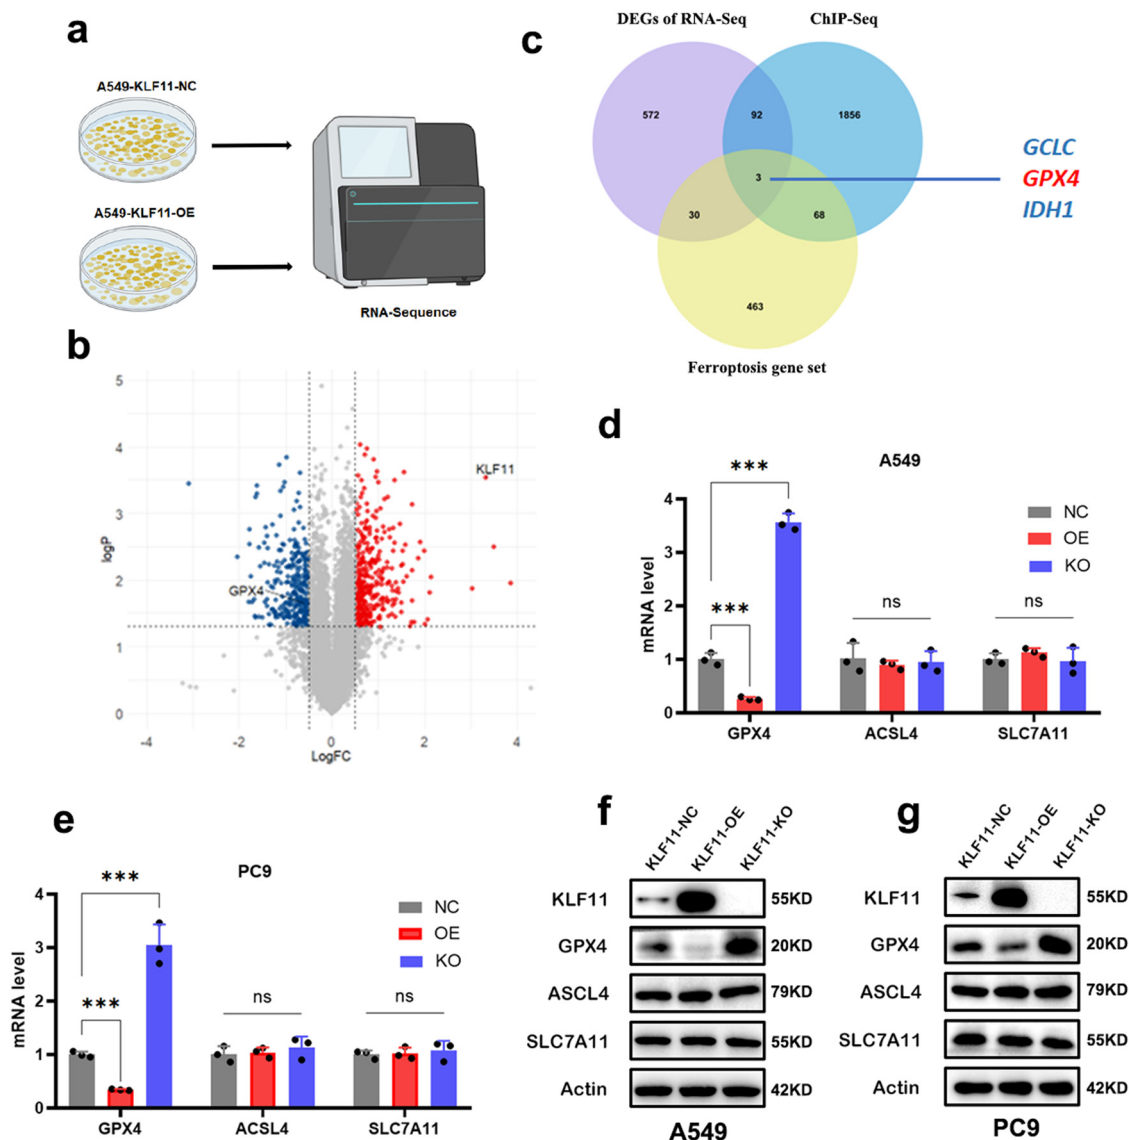 a
A549-KLF11-NC
A549-KLF11-OE
RNA-Sequence
b
5
4
3
2
1
0
-4
-2
0
2
4
logP
LogFC
KLF11
GPX4
c
DEGs of RNA-Seq
ChIP-Seq
572
92
1856
3
30
68
463
Ferroptosis gene set
GCLC
GPX4
IDH1
d
A549
mRNA level
4
3
2
1
0
***
***
ns
ns
NC
OE
KO
GPX4
ACSL4
SLC7A11
e
PC9
mRNA level
4
3
2
1
0
***
***
ns
ns
NC
OE
KO
GPX4
ACSL4
SLC7A11
f
KLF11-NC
KLF11-OE
KLF11-KO
KLF11 55KD
GPX4 20KD
ASCL4 79KD
SLC7A11 55KD
Actin 42KD
A549
g
KLF11-NC
KLF11-OE
KLF11-KO
KLF11 55KD
GPX4 20KD
ASCL4 79KD
SLC7A11 55KD
Actin 42KD
PC9